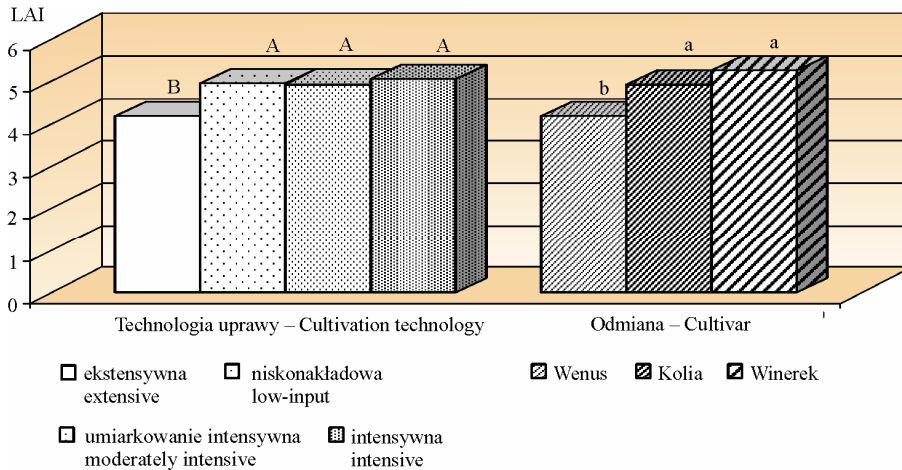 LAI
6
5
4
3
2
1
0
B A A A b a a
Technologia uprawy – Cultivation technology Odmiana – Cultivar
ekstensywna niskonakładowa Wenus Kolia Winerek
extensive low-input
umiarkowanie intensywna intensywna
moderately intensive intensive